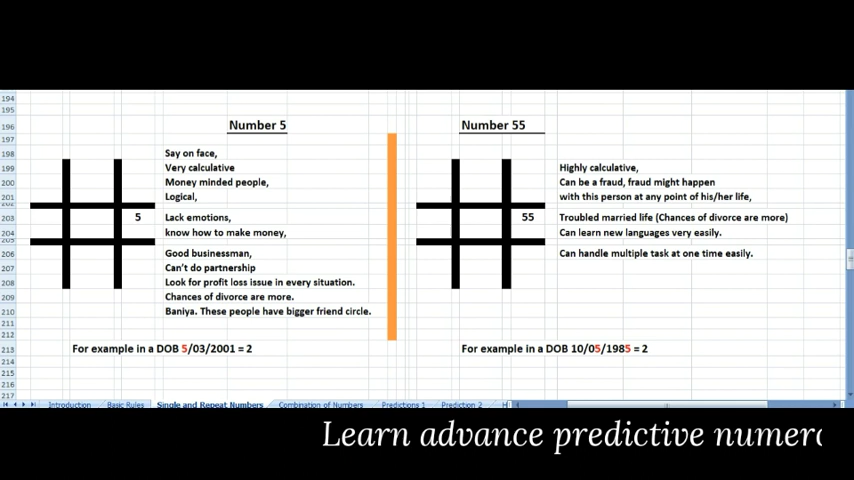 194
195
196 Number 5 Number 55
197
198 Say on face,
199 Very calculative Highly calculative,
200 Money minded people, Can be a fraud, fraud might happen
201 Logical, with this person at any point of his/her life,
203 5 Lack emotions, 55 Troubled married life (Chances of divorce are more)
204 know how to make money, Can learn new languages very easily.
205
206 Good businessman, Can handle multiple task at one time easily.
207 Can't do partnership
208 Look for profit loss issue in every situation.
209 Chances of divorce are more.
210 Baniya. These people have bigger friend circle.
211
212
213 For example in a DOB 5/03/2001 = 2 For example in a DOB 10/05/1985 = 2
214
215
216
217
Introduction Basic Rules Single and Repeat Numbers Combination of Numbers Predictions 1 Prediction 2
Learn advance predictive